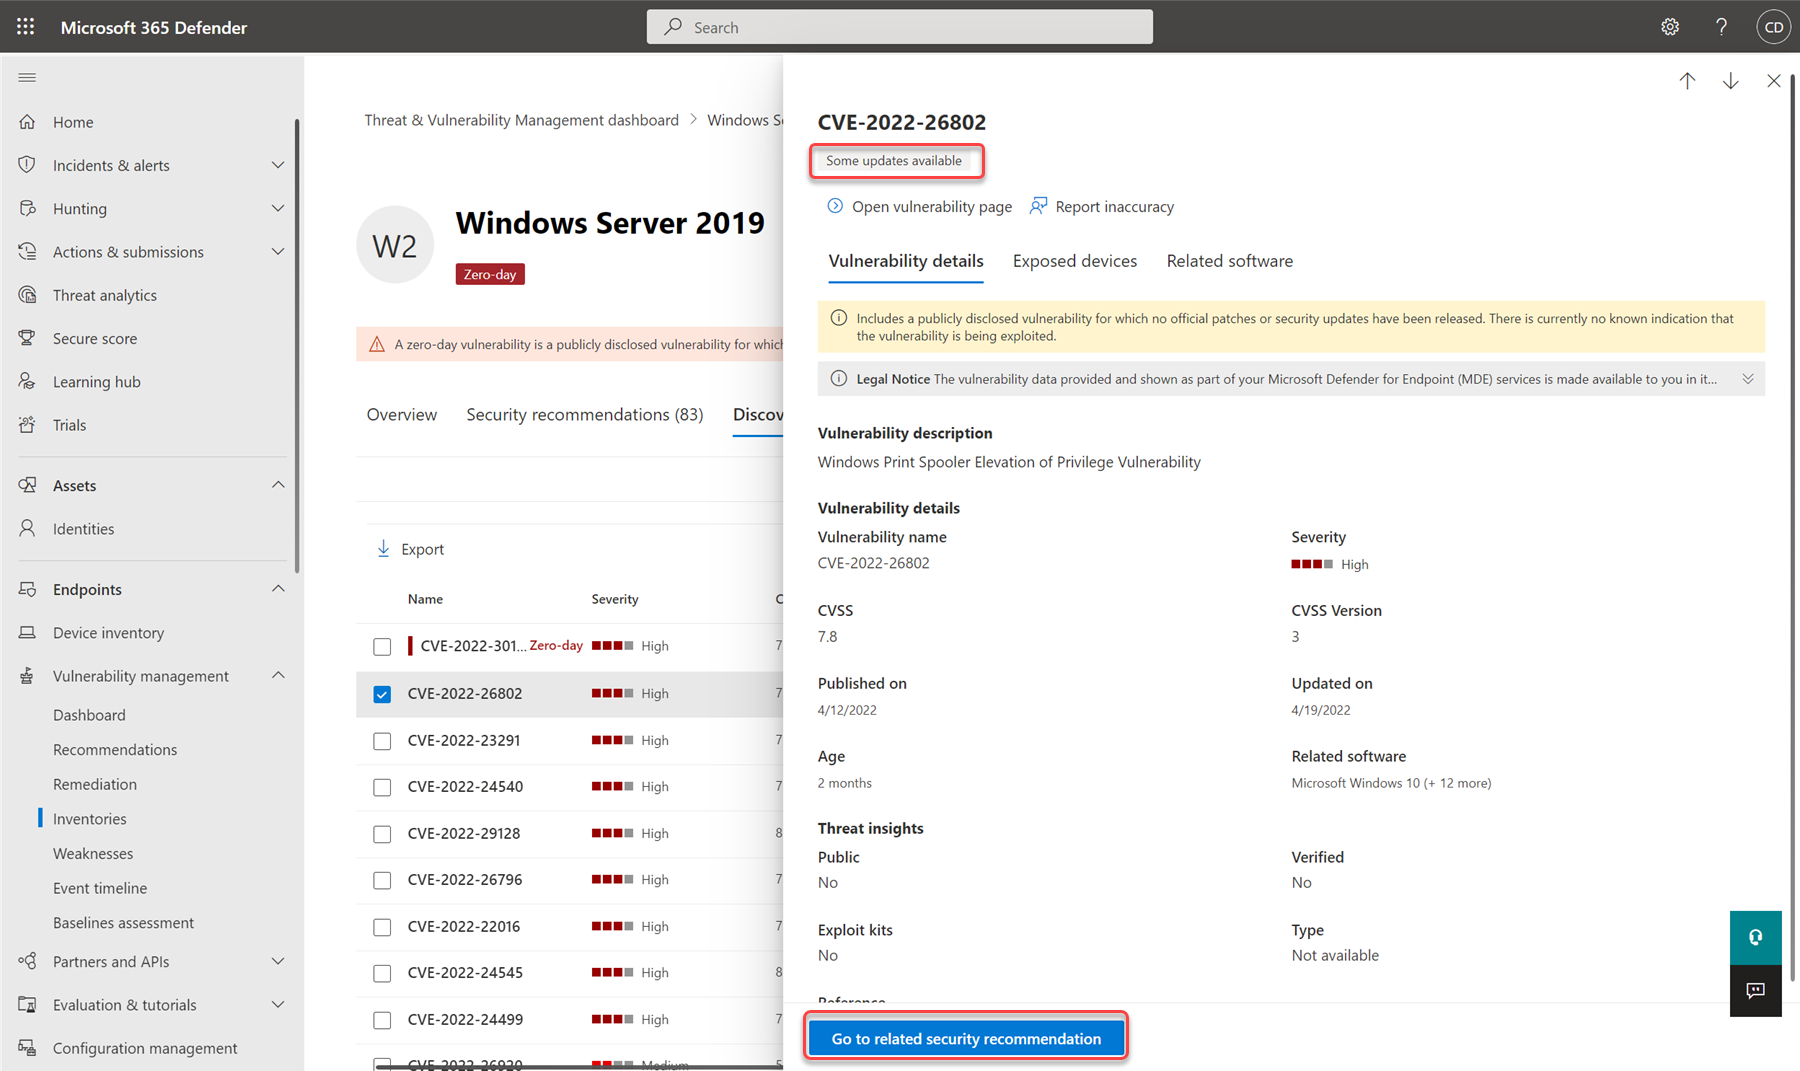 Microsoft 365 Defender
Search
CD
Home
Incidents & alerts
Hunting
Actions & submissions
Threat analytics
Secure score
Learning hub
Trials
Assets
Identities
Endpoints
Device inventory
Vulnerability management
Dashboard
Recommendations
Remediation
Inventories
Weaknesses
Event timeline
Baselines assessment
Partners and APIs
Evaluation & tutorials
Configuration management
Threat & Vulnerability Management dashboard > Windows Se
W2
Windows Server 2019
Zero-day
A zero-day vulnerability is a publicly disclosed vulnerability for whic
Overview
Security recommendations (83)
Discov
Export
Name Severity C
CVE-2022-301... Zero-day High 7
CVE-2022-26802 High 7
CVE-2022-23291 High 7
CVE-2022-24540 High 7
CVE-2022-29128 High 8
CVE-2022-26796 High 7
CVE-2022-22016 High 7
CVE-2022-24545 High 8
CVE-2022-24499 High 7
CVE-2022-26920 Medium 5
CVE-2022-26802
Some updates available
Open vulnerability page
Report inaccuracy
Vulnerability details
Exposed devices
Related software
Includes a publicly disclosed vulnerability for which no official patches or security updates have been released. There is currently no known indication that
the vulnerability is being exploited.
Legal Notice The vulnerability data provided and shown as part of your Microsoft Defender for Endpoint (MDE) services is made available to you in it...
Vulnerability description
Windows Print Spooler Elevation of Privilege Vulnerability
Vulnerability details
Vulnerability name
CVE-2022-26802
Severity
High
CVSS
7.8
CVSS Version
3
Published on
4/12/2022
Updated on
4/19/2022
Age
2 months
Related software
Microsoft Windows 10 (+ 12 more)
Threat insights
Public
No
Verified
No
Exploit kits
No
Type
Not available
Reference
Go to related security recommendation